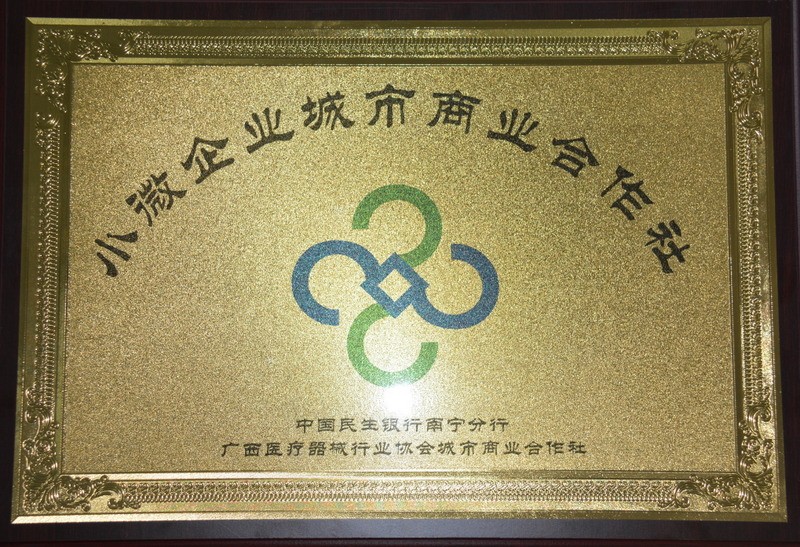 小微企业城市商业合作社
中国民生银行南宁分行
广西医疗器械行业协会城市商业合作社